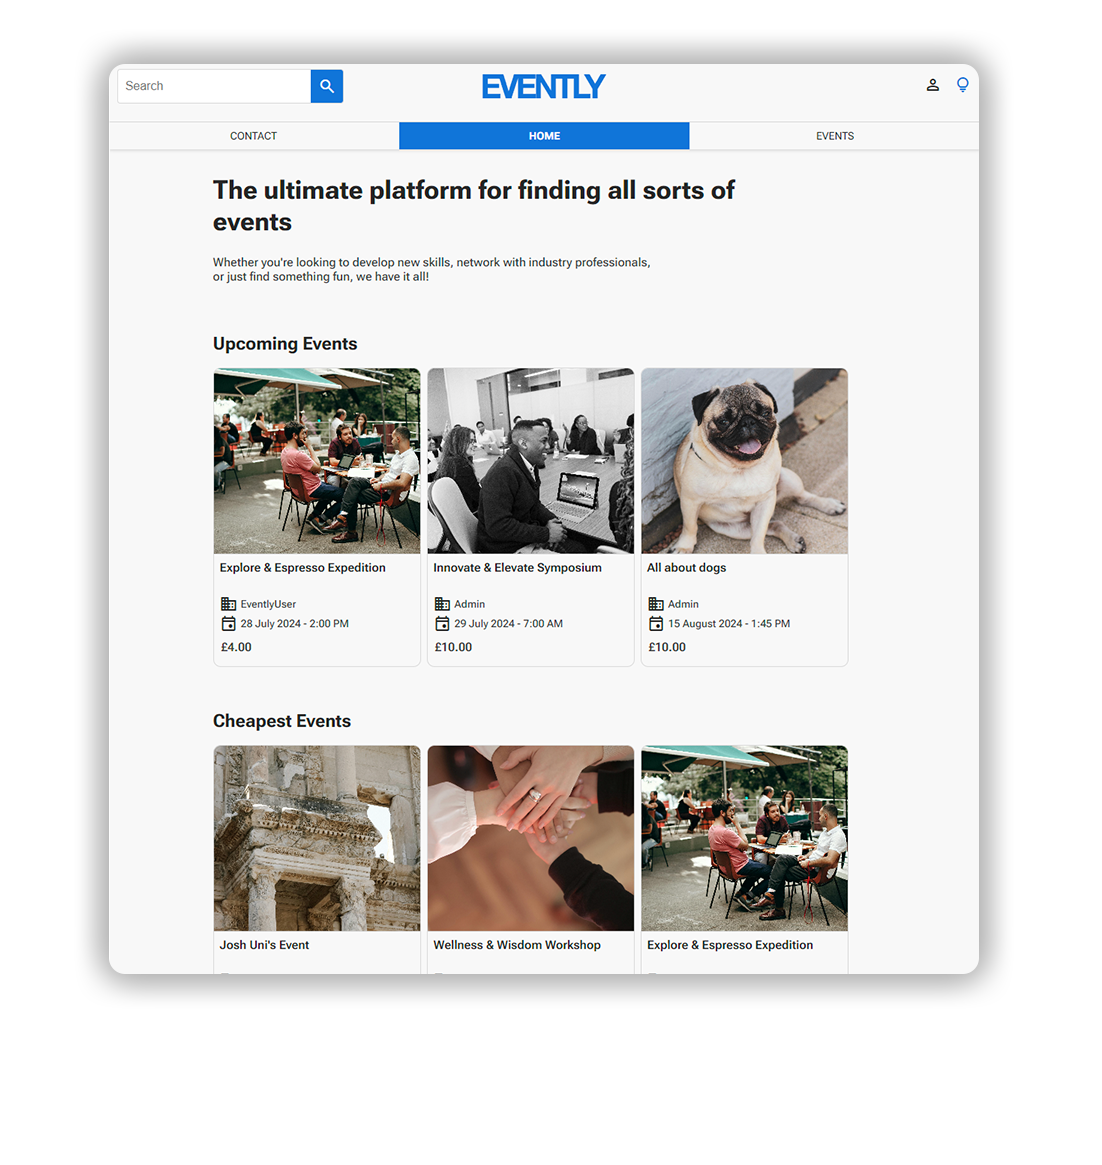 Search
EVENTLY
CONTACT
HOME
EVENTS
The ultimate platform for finding all sorts of
events
Whether you're looking to develop new skills, network with industry professionals,
or just find something fun, we have it all!
Upcoming Events
Explore & Espresso Expedition
EventlyUser
28 July 2024 - 2:00 PM
£4.00
Innovate & Elevate Symposium
Admin
29 July 2024 - 7:00 AM
£10.00
All about dogs
Admin
15 August 2024 - 1:45 PM
£10.00
Cheapest Events
Josh Uni's Event
Wellness & Wisdom Workshop
Explore & Espresso Expedition